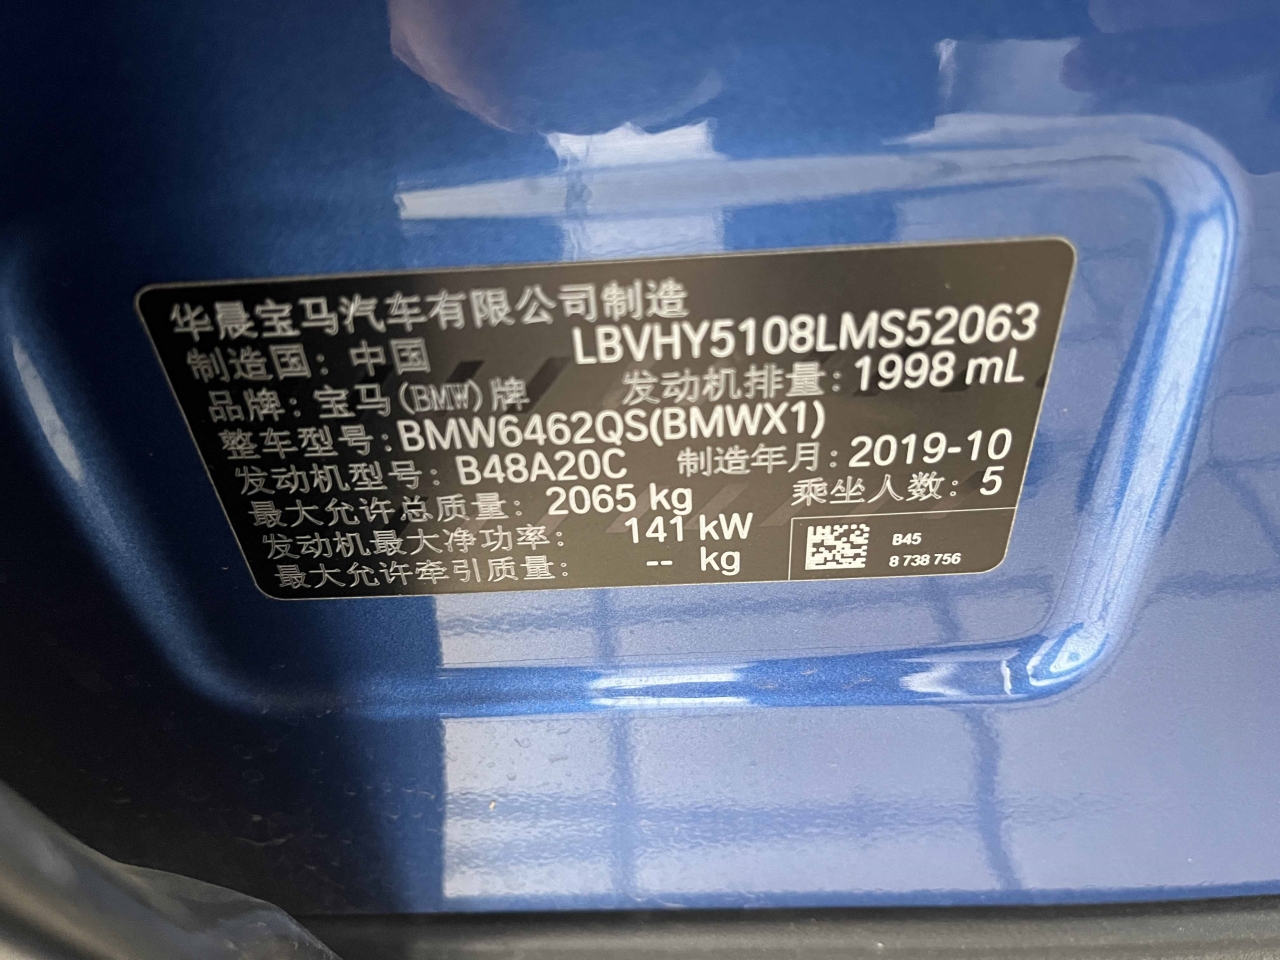 华晨宝马汽车有限公司制造
制造国：中国 LBVHY5108LMS52063
品牌：宝马(BMW)牌 发动机排量：1998 mL
整车型号：BMW6462QS(BMWX1)
发动机型号：B48A20C 制造年月：2019-10
最大允许总质量：2065 kg 乘坐人数：5
发动机最大净功率：141 kW
最大允许牵引质量：-- kg
B45
8 738 756